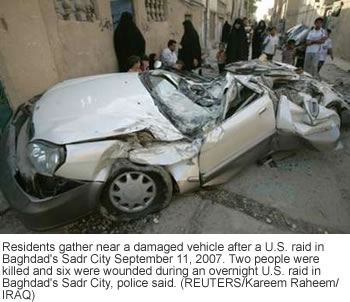 Residents gather near a damaged vehicle after a U.S. raid in
Baghdad's Sadr City September 11, 2007. Two people were
killed and six were wounded during an overnight U.S. raid in
Baghdad's Sadr City, police said. (REUTERS/Kareem Raheem/
IRAQ)